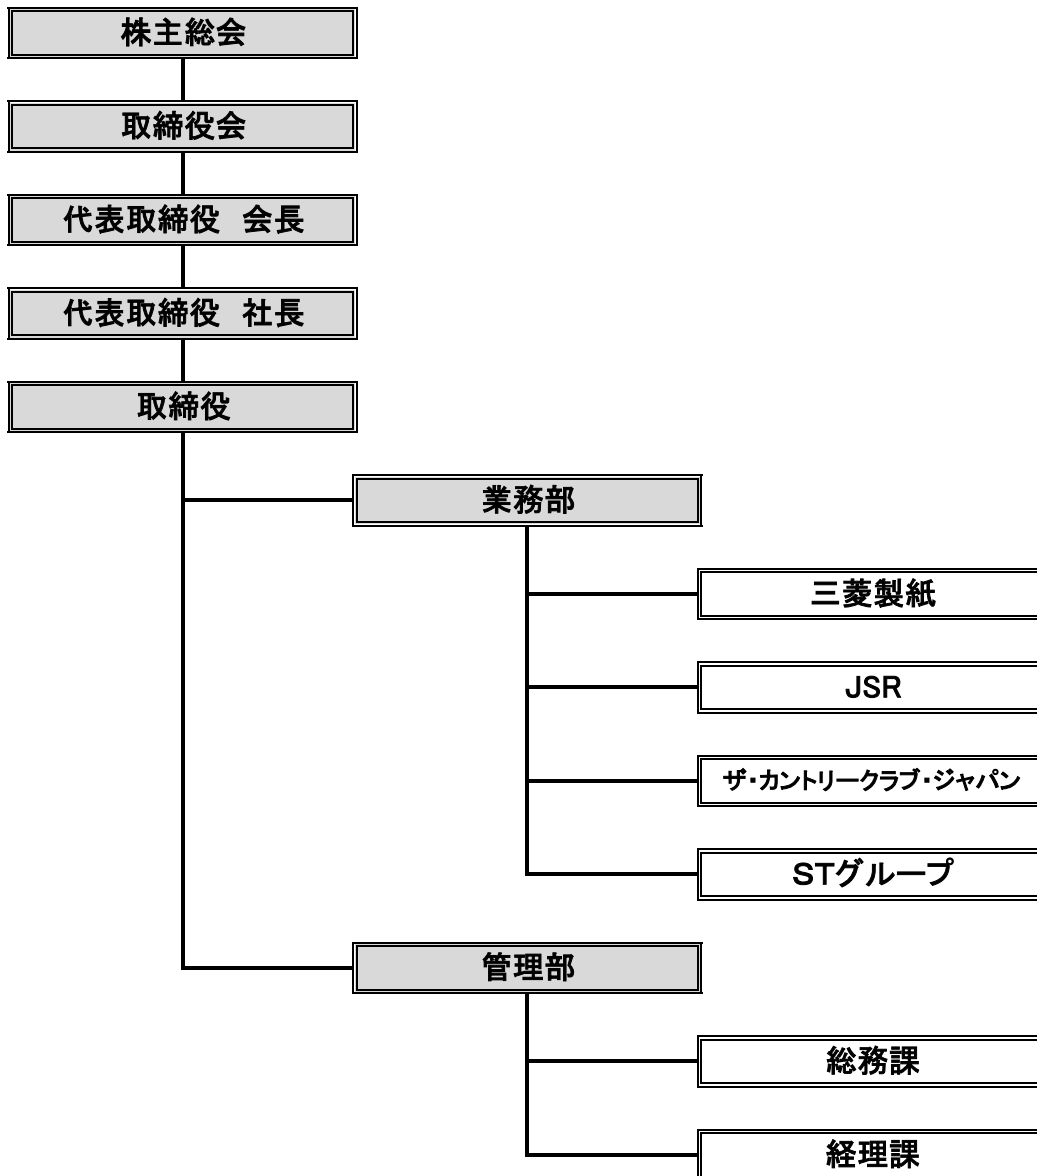 株主総会
取締役会
代表取締役　会長
代表取締役　社長
取締役
業務部
三菱製紙
JSR
ザ・カントリークラブ・ジャパン
STグループ
管理部
総務課
経理課